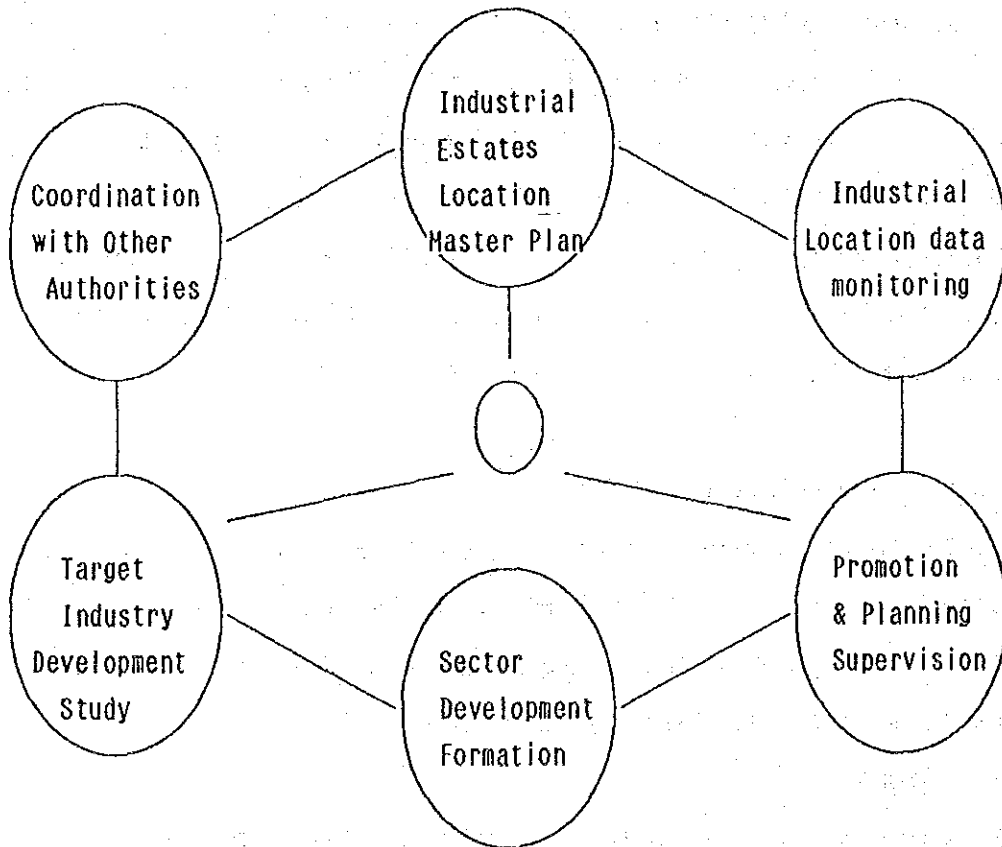 Industrial
Estates
Location
Master Plan
Coordination
with Other
Authorities
Industrial
Location data
monitoring
Target
Industry
Development
Study
Sector
Development
Formation
Promotion
& Planning
Supervision